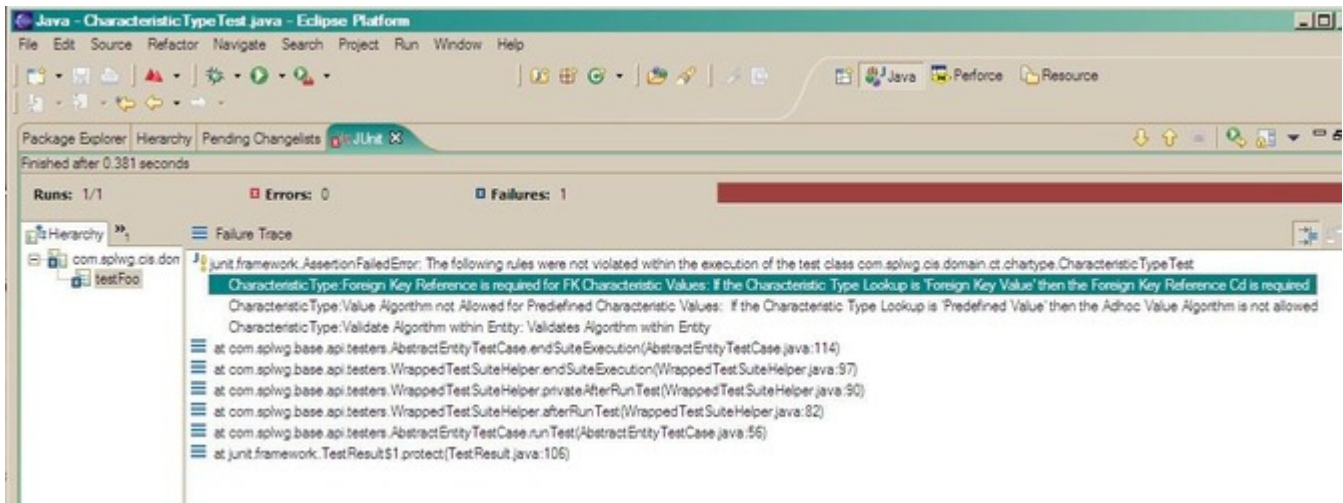 Java - CharacteristicTypeTest.java - Eclipse Platform
File Edit Source Refactor Navigate Search Project Run Window Help
Java Perforce Resource
Package Explorer Hierarchy Pending Changelists JUnit
Finished after 0.381 seconds
Runs: 1/1 Errors: 0 Failures: 1
Hierarchy »1 Failure Trace
com.splwg.cis.dom
testFoo
junit.framework.AssertionFailedError: The following rules were not violated within the execution of the test class com.splwg.cis.domain.ct.chartype.CharacteristicTypeTest
CharacteristicType:Foreign Key Reference is required for FK Characteristic Values: If the Characteristic Type Lookup is 'Foreign Key Value' then the Foreign Key Reference Cd is required
CharacteristicType:Value Algorithm not Allowed for Predefined Characteristic Values: If the Characteristic Type Lookup is 'Predefined Value' then the Adhoc Value Algorithm is not allowed
CharacteristicType:Validate Algorithm within Entity: Validates Algorithm within Entity
at com.splwg.base.api.testers.AbstractEntityTestCase.endSuiteExecution(AbstractEntityTestCase.java:114)
at com.splwg.base.api.testers.WrappedTestSuiteHelper.endSuiteExecution(WrappedTestSuiteHelper.java:97)
at com.splwg.base.api.testers.WrappedTestSuiteHelper.privateAfterRunTest(WrappedTestSuiteHelper.java:90)
at com.splwg.base.api.testers.WrappedTestSuiteHelper.afterRunTest(WrappedTestSuiteHelper.java:82)
at com.splwg.base.api.testers.AbstractEntityTestCase.runTest(AbstractEntityTestCase.java:56)
at junit.framework.TestResult$1.protect(TestResult.java:106)